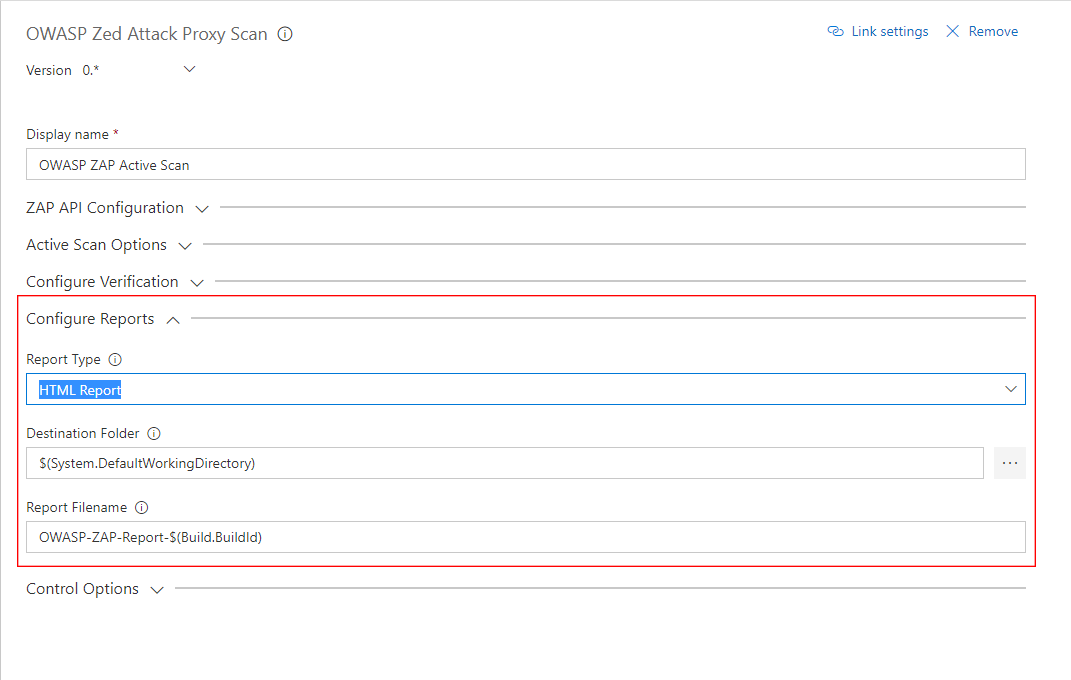 OWASP Zed Attack Proxy Scan
Link settings
Remove
Version 0.*
Display name *
OWASP ZAP Active Scan
ZAP API Configuration
Active Scan Options
Configure Verification
Configure Reports
Report Type
HTML Report
Destination Folder
$(System.DefaultWorkingDirectory)
...
Report Filename
OWASP-ZAP-Report-$(Build.BuildId)
Control Options